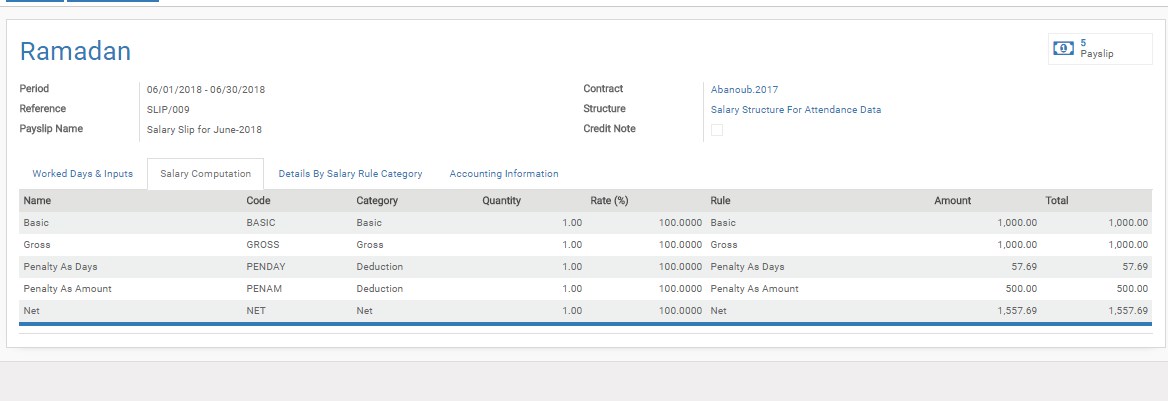 Ramadan
5
Payslip
Period 06/01/2018 - 06/30/2018 Contract Abanoub.2017
Reference SLIP/009 Structure Salary Structure For Attendance Data
Payslip Name Salary Slip for June-2018 Credit Note
Worked Days & Inputs Salary Computation Details By Salary Rule Category Accounting Information
Name Code Category Quantity Rate (%) Rule Amount Total
Basic BASIC Basic 1.00 100.0000 Basic 1,000.00 1,000.00
Gross GROSS Gross 1.00 100.0000 Gross 1,000.00 1,000.00
Penalty As Days PENDAY Deduction 1.00 100.0000 Penalty As Days 57.69 57.69
Penalty As Amount PENAM Deduction 1.00 100.0000 Penalty As Amount 500.00 500.00
Net NET Net 1.00 100.0000 Net 1,557.69 1,557.69